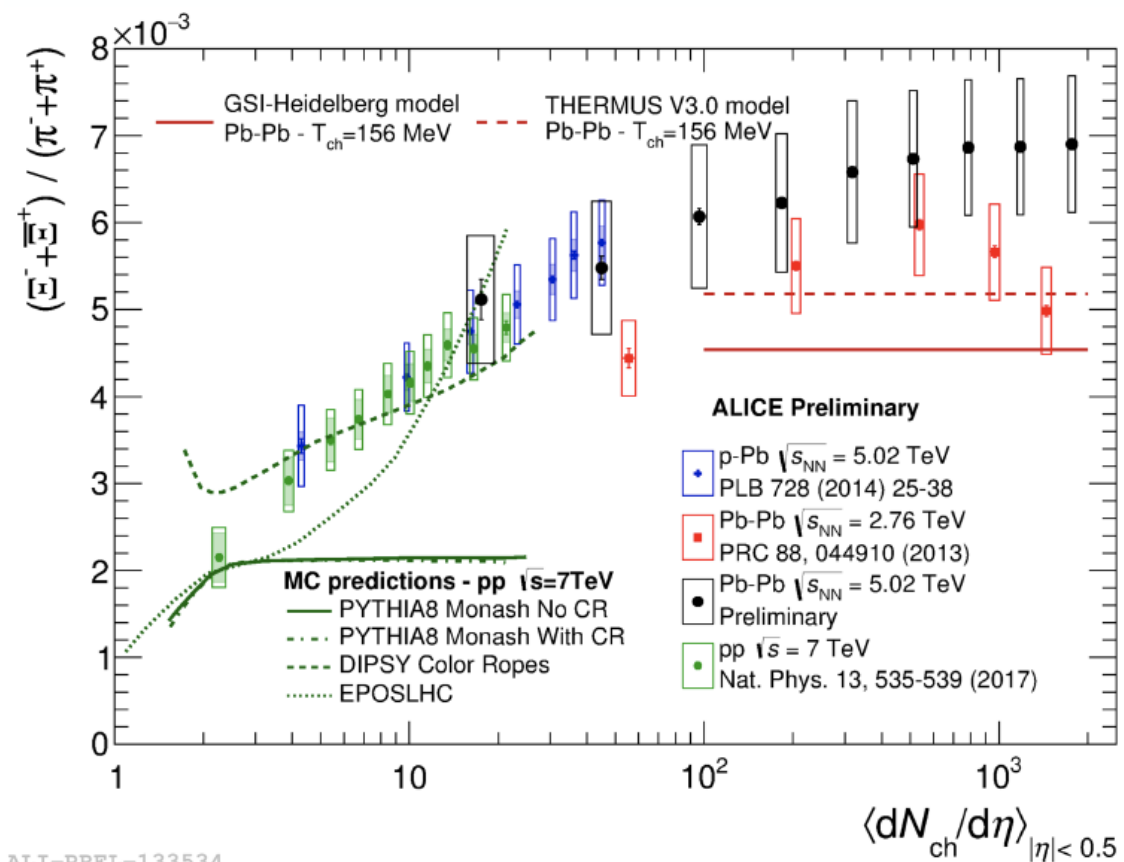 ×10⁻³
(Ξ⁻+Ξ̅⁺) / (π⁻+π⁺)
8
7
6
5
4
3
2
1
0
GSI-Heidelberg model
Pb-Pb - T_ch=156 MeV
THERMUS V3.0 model
Pb-Pb - T_ch=156 MeV
ALICE Preliminary
p-Pb √s_NN = 5.02 TeV
PLB 728 (2014) 25-38
Pb-Pb √s_NN = 2.76 TeV
PRC 88, 044910 (2013)
Pb-Pb √s_NN = 5.02 TeV
Preliminary
pp √s = 7 TeV
Nat. Phys. 13, 535-539 (2017)
MC predictions - pp √s=7TeV
PYTHIA8 Monash No CR
PYTHIA8 Monash With CR
DIPSY Color Ropes
EPOSLHC
1 10 10² 10³
⟨dN_ch/dη⟩_|η|< 0.5
ALI-PREL-133534